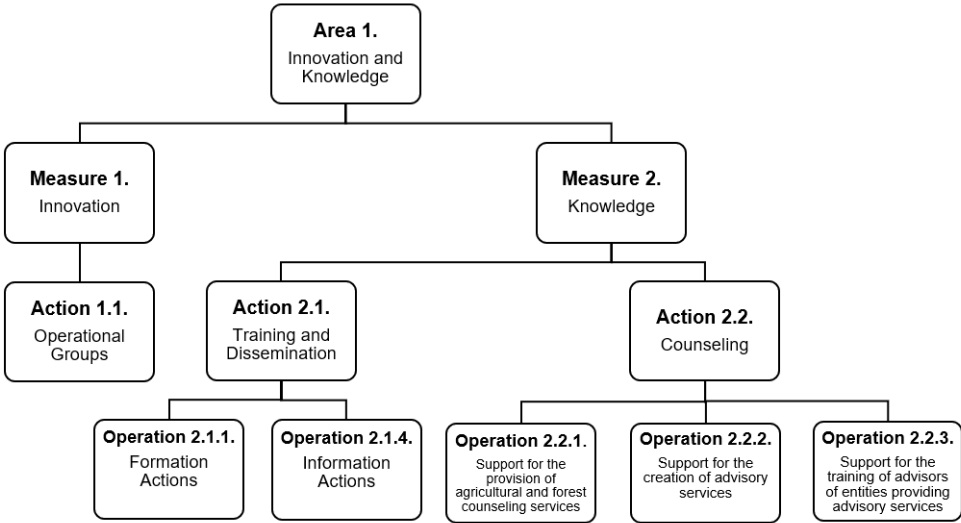 Area 1.
Innovation and
Knowledge
Measure 1.
Innovation
Measure 2.
Knowledge
Action 1.1.
Operational
Groups
Action 2.1.
Training and
Dissemination
Action 2.2.
Counseling
Operation 2.1.1.
Formation
Actions
Operation 2.1.4.
Information
Actions
Operation 2.2.1.
Support for the
provision of
agricultural and forest
counseling services
Operation 2.2.2.
Support for the
creation of advisory
services
Operation 2.2.3.
Support for the
training of advisors
of entities providing
advisory services